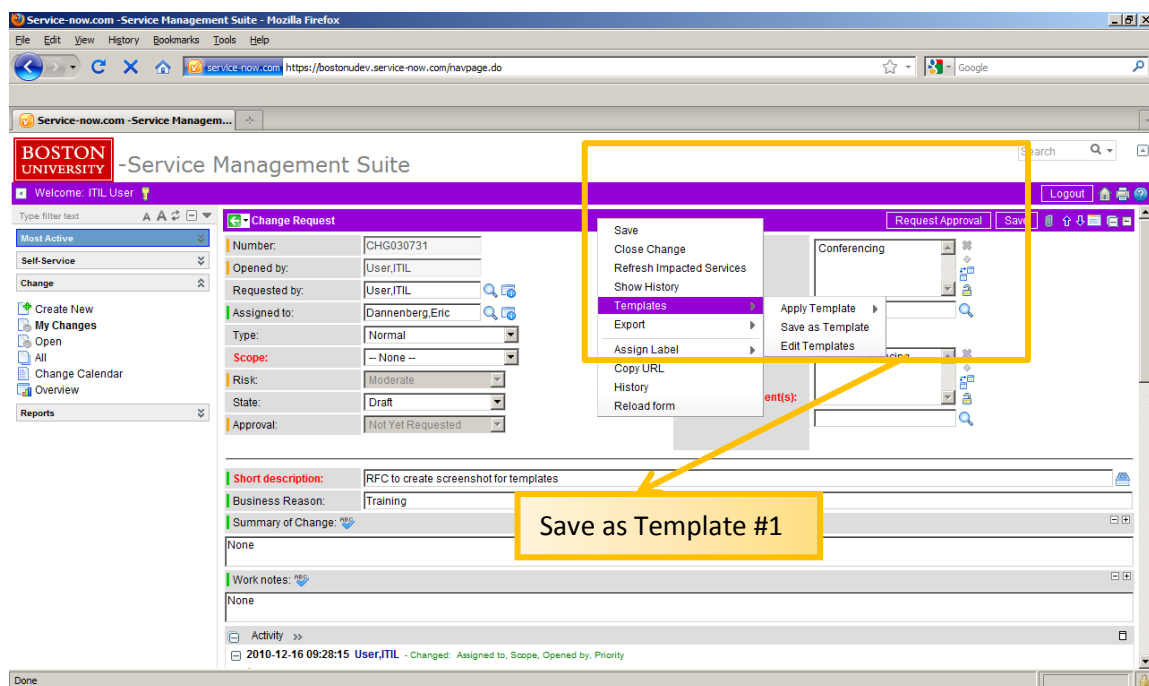 Service-now.com -Service Management Suite - Mozilla Firefox
File Edit View History Bookmarks Tools Help
service-now.com https://bostonudev.service-now.com/navpage.do
Google
Service-now.com -Service Managem...
BOSTON
UNIVERSITY
-Service Management Suite
Search
Welcome: ITIL User
Logout
Type filter text
A A
Most Active
Self-Service
Change
Create New
My Changes
Open
All
Change Calendar
Overview
Reports
Change Request
Request Approval
Save
Number: CHG030731
Opened by: User,ITIL
Requested by: User,ITIL
Assigned to: Dannenberg,Eric
Type: Normal
Scope: -- None --
Risk: Moderate
State: Draft
Approval: Not Yet Requested
Conferencing
ent(s):
Save
Close Change
Refresh Impacted Services
Show History
Templates
Export
Assign Label
Copy URL
History
Reload form
Apply Template
Save as Template
Edit Templates
Short description: RFC to create screenshot for templates
Business Reason: Training
Summary of Change:
None
Work notes:
None
Save as Template #1
Activity
2010-12-16 09:28:15 User,ITIL - Changed: Assigned to, Scope, Opened by, Priority
Done